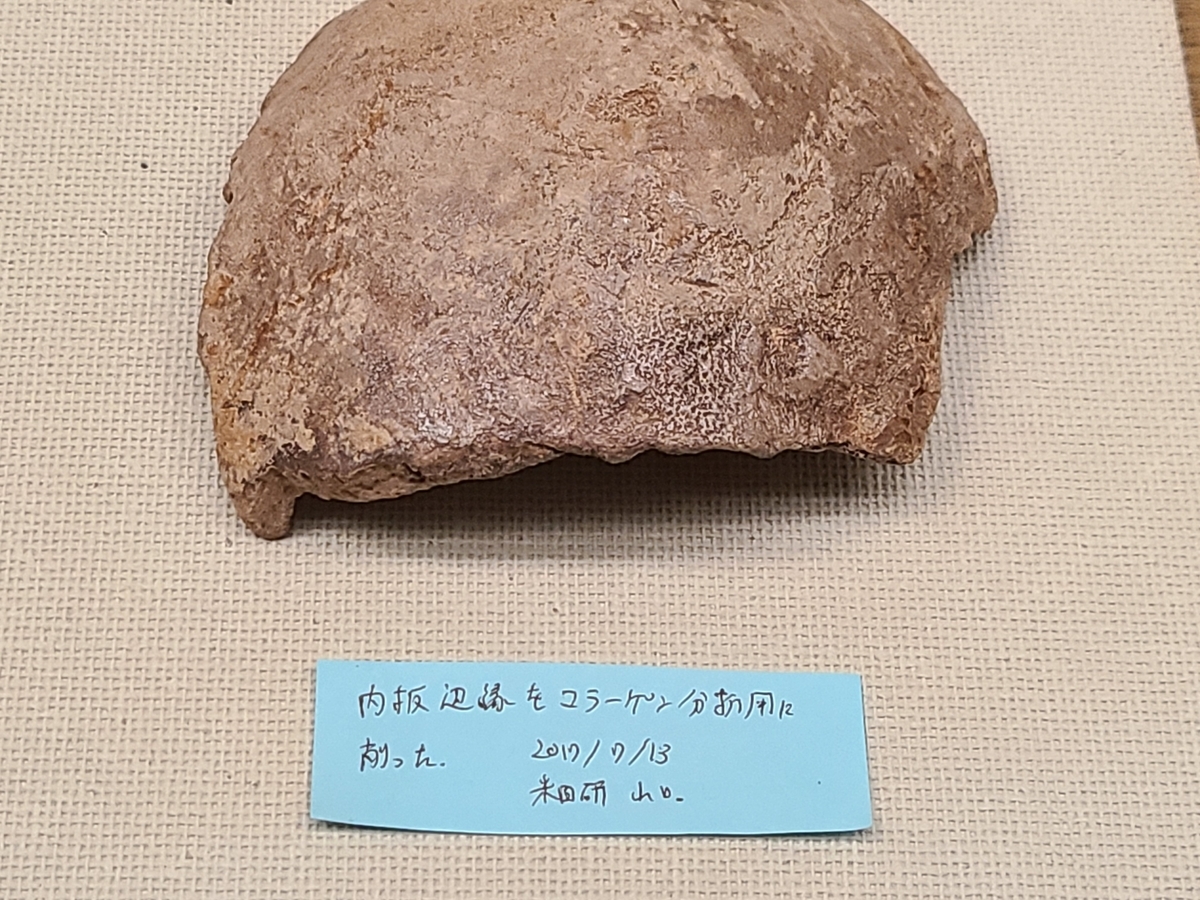 内板辺縁をコラーゲン分析用に
削った. 2017/7/13
米田研 山口.